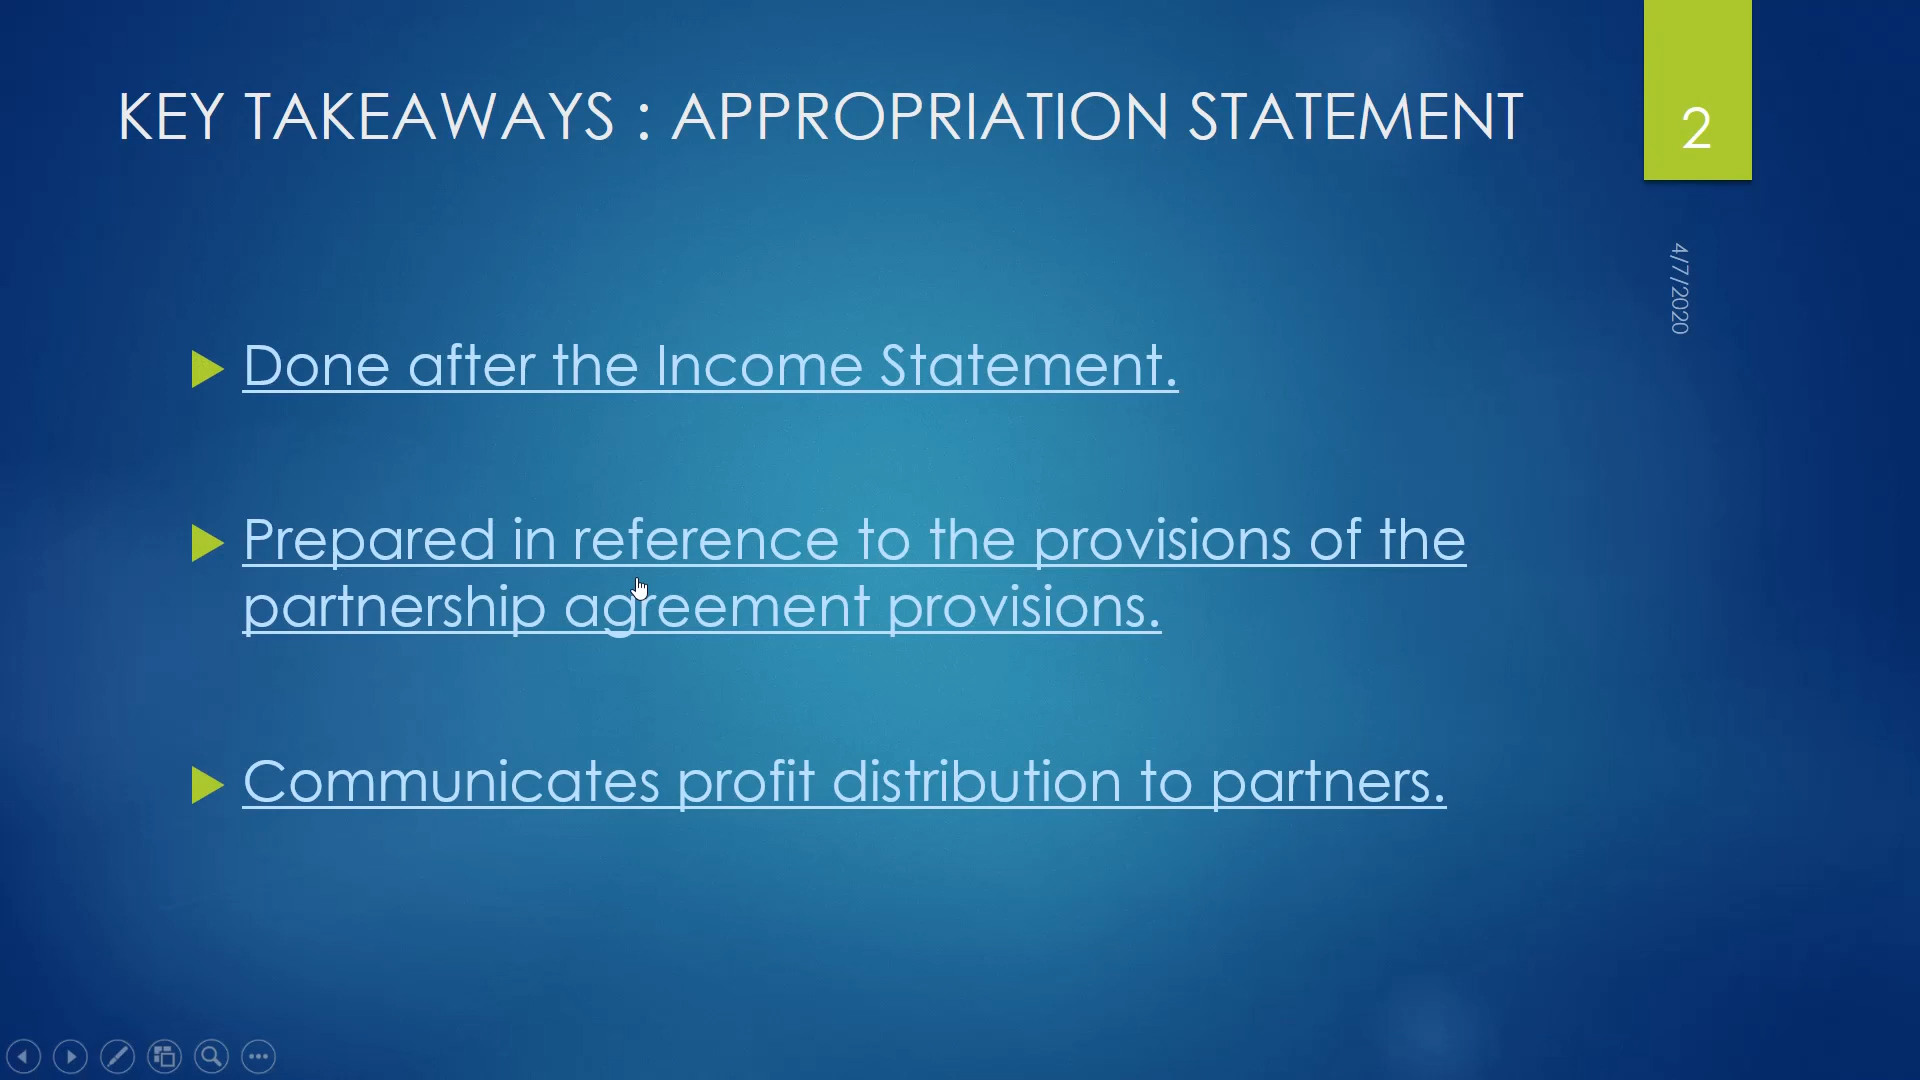 KEY TAKEAWAYS : APPROPRIATION STATEMENT
2
4/7/2020
Done after the Income Statement.
Prepared in reference to the provisions of the
partnership agreement provisions.
Communicates profit distribution to partners.